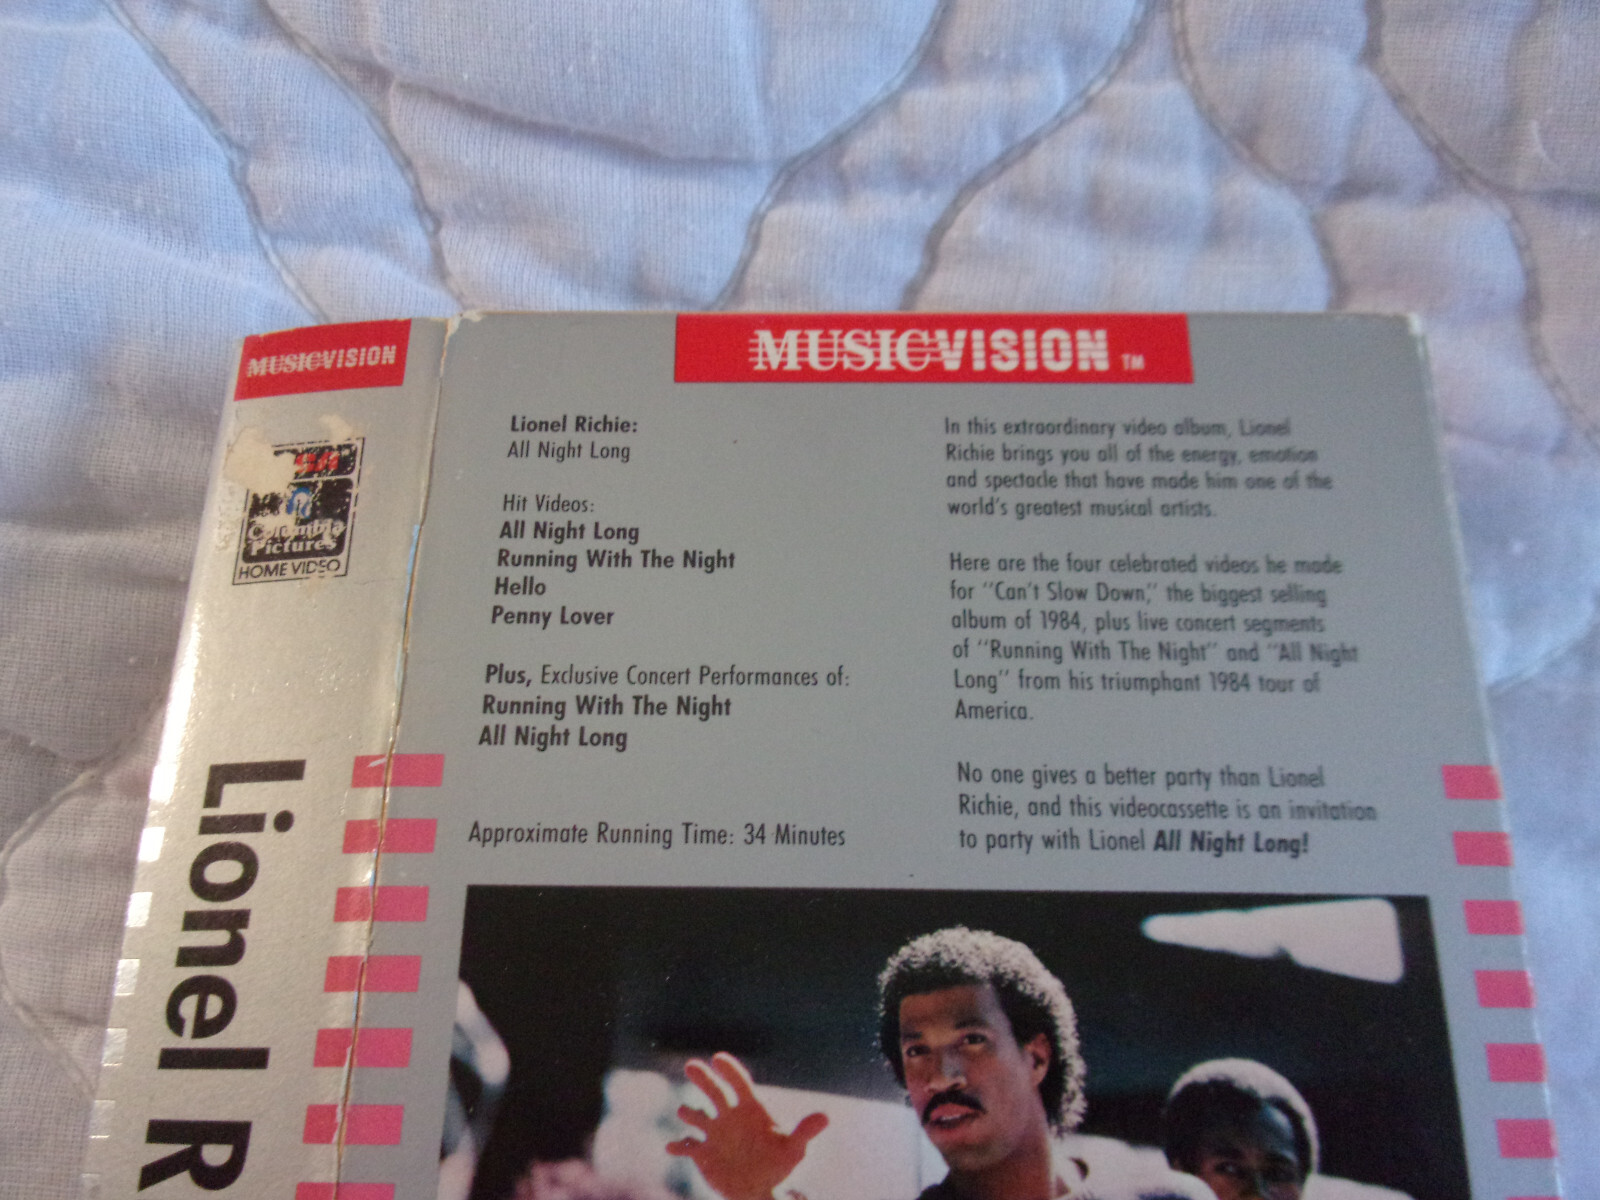 MUSICVISION
RCA
Columbia
Pictures
HOME VIDEO
Lionel R
MUSICVISION TM
Lionel Richie:
All Night Long
Hit Videos:
All Night Long
Running With The Night
Hello
Penny Lover
Plus, Exclusive Concert Performances of:
Running With The Night
All Night Long
Approximate Running Time: 34 Minutes
In this extraordinary video album, Lionel
Richie brings you all of the energy, emotion
and spectacle that have made him one of the
world's greatest musical artists.
Here are the four celebrated videos he made
for "Can't Slow Down," the biggest selling
album of 1984, plus live concert segments
of "Running With The Night" and "All Night
Long" from his triumphant 1984 tour of
America.
No one gives a better party than Lionel
Richie, and this videocassette is an invitation
to party with Lionel All Night Long!